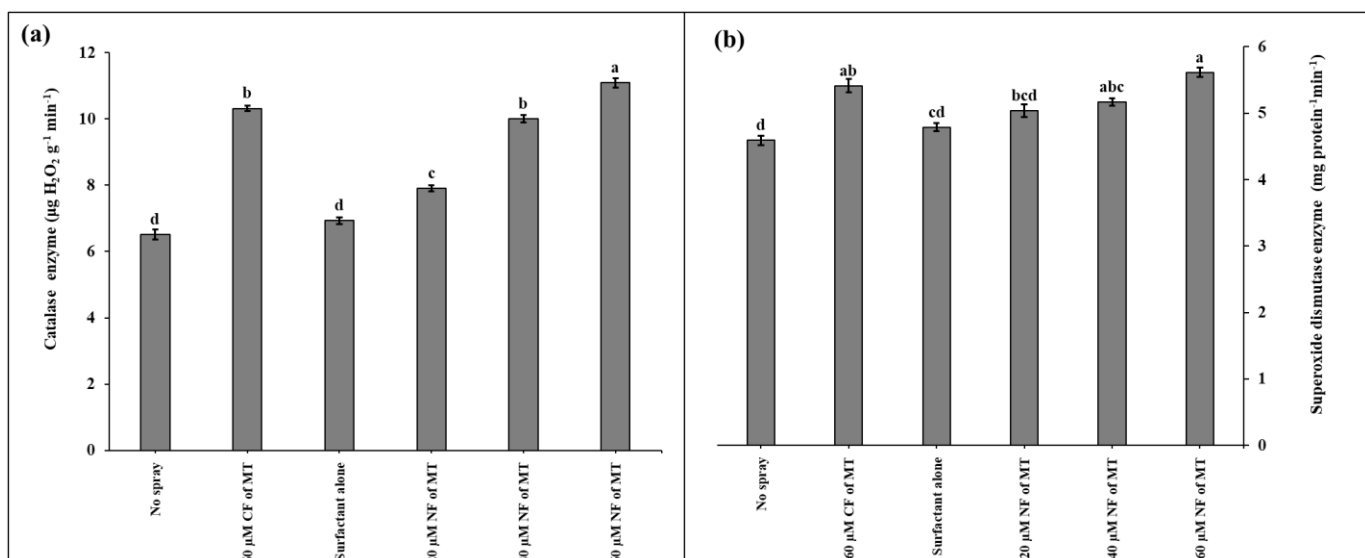 (a)
Catalase enzyme (µg H₂O₂ g⁻¹ min⁻¹)
12
10
8
6
4
2
0
d
b
d
c
b
a
No spray
0 µM CF of MT
Surfactant alone
0 µM NF of MT
0 µM NF of MT
0 µM NF of MT
(b)
Superoxide dismutase enzyme (mg protein⁻¹min⁻¹)
6
5
4
3
2
1
0
d
ab
cd
bcd
abc
a
No spray
60 µM CF of MT
Surfactant alone
20 µM NF of MT
40 µM NF of MT
60 µM NF of MT